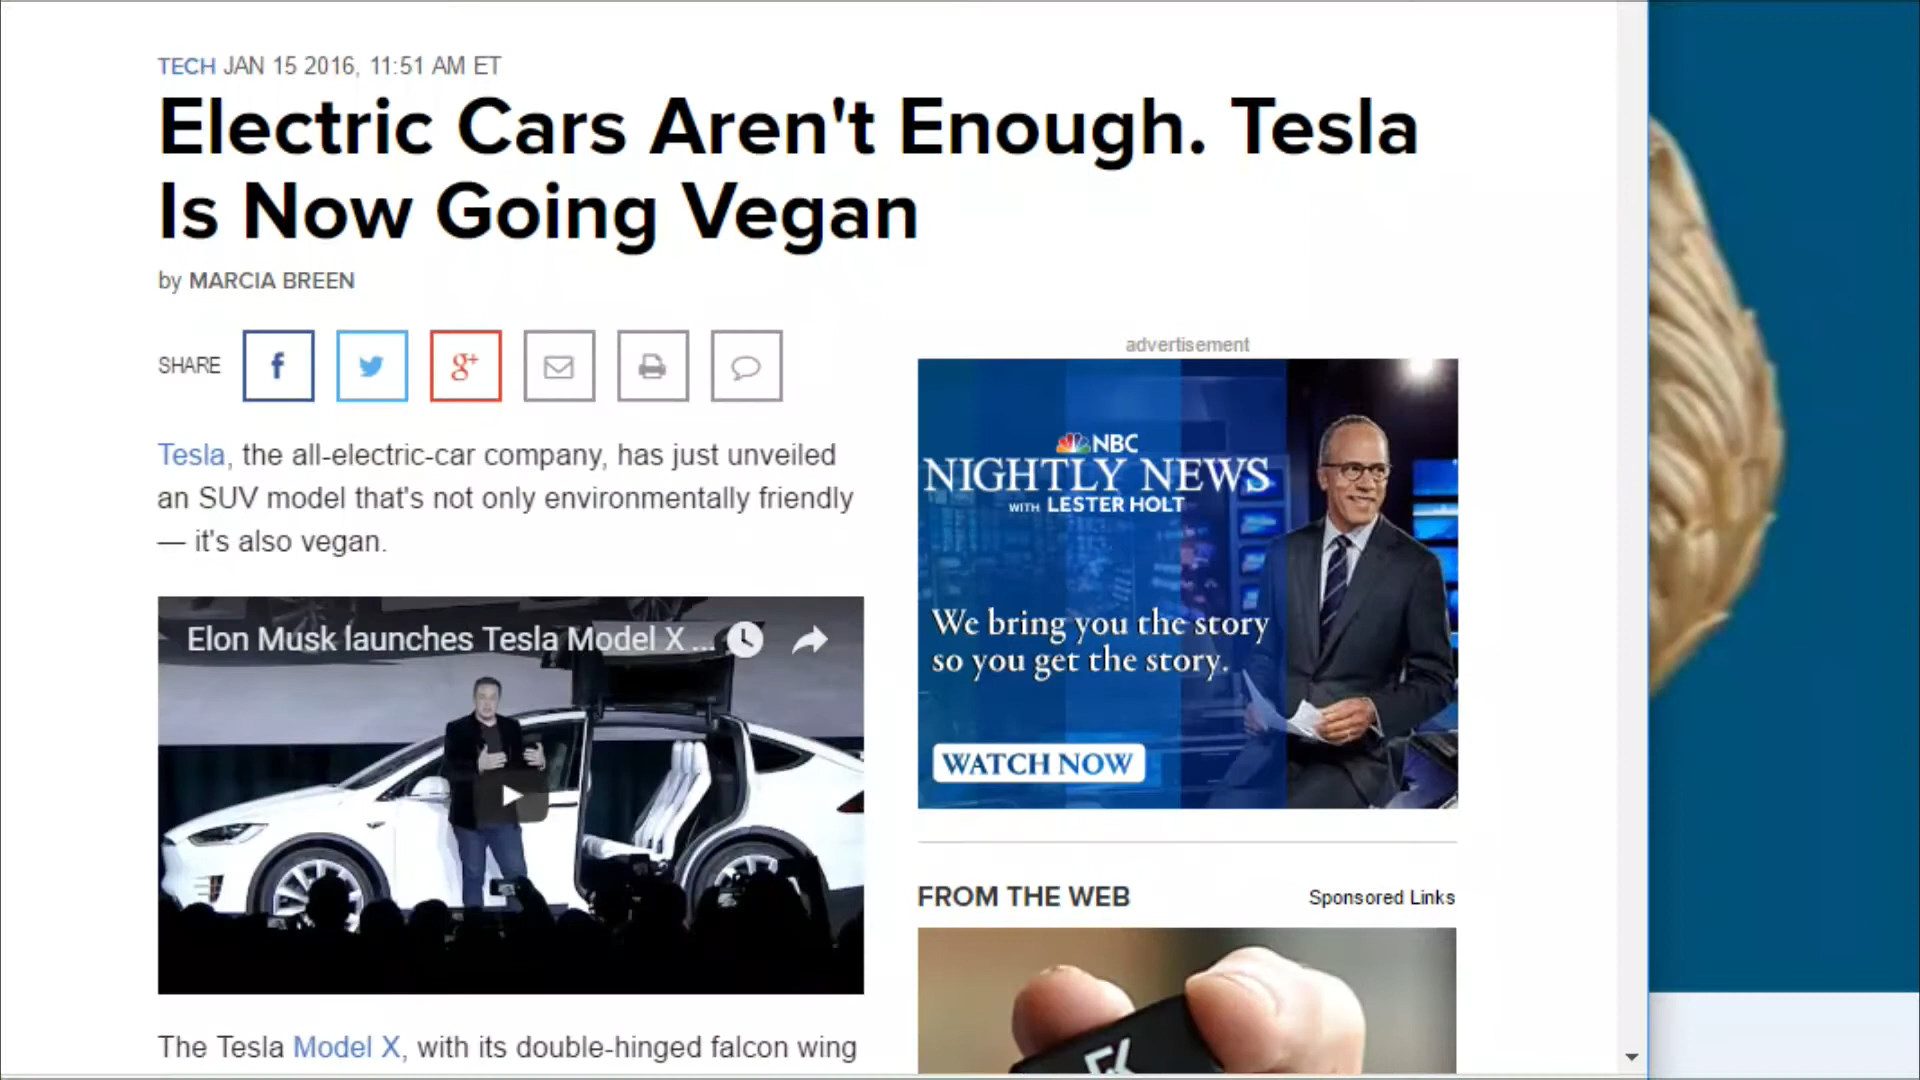 TECH JAN 15 2016, 11:51 AM ET
Electric Cars Aren't Enough. Tesla
Is Now Going Vegan
by MARCIA BREEN
SHARE
f
g+
Tesla, the all-electric-car company, has just unveiled
an SUV model that's not only environmentally friendly
— it's also vegan.
Elon Musk launches Tesla Model X ...
The Tesla Model X, with its double-hinged falcon wing
advertisement
NBC
NIGHTLY NEWS
WITH LESTER HOLT
We bring you the story
so you get the story.
WATCH NOW
FROM THE WEB
Sponsored Links